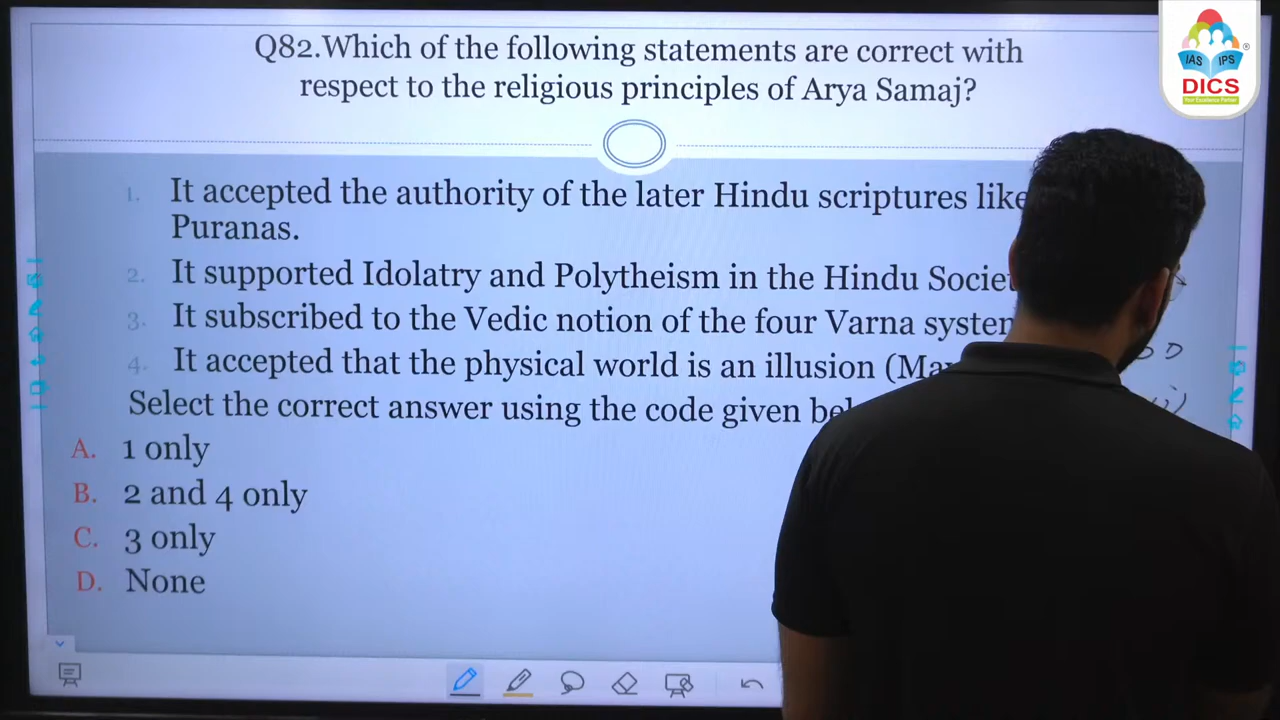 Q82.Which of the following statements are correct with
respect to the religious principles of Arya Samaj?
1. It accepted the authority of the later Hindu scriptures like
Puranas.
2. It supported Idolatry and Polytheism in the Hindu
3. It subscribed to the Vedic notion of the four Varna
4. It accepted that the physical world is an illusion
Select the correct answer using the code given
A. 1 only
B. 2 and 4 only
C. 3 only
D. None
IAS IPS
DICS
Your Excellence Partner